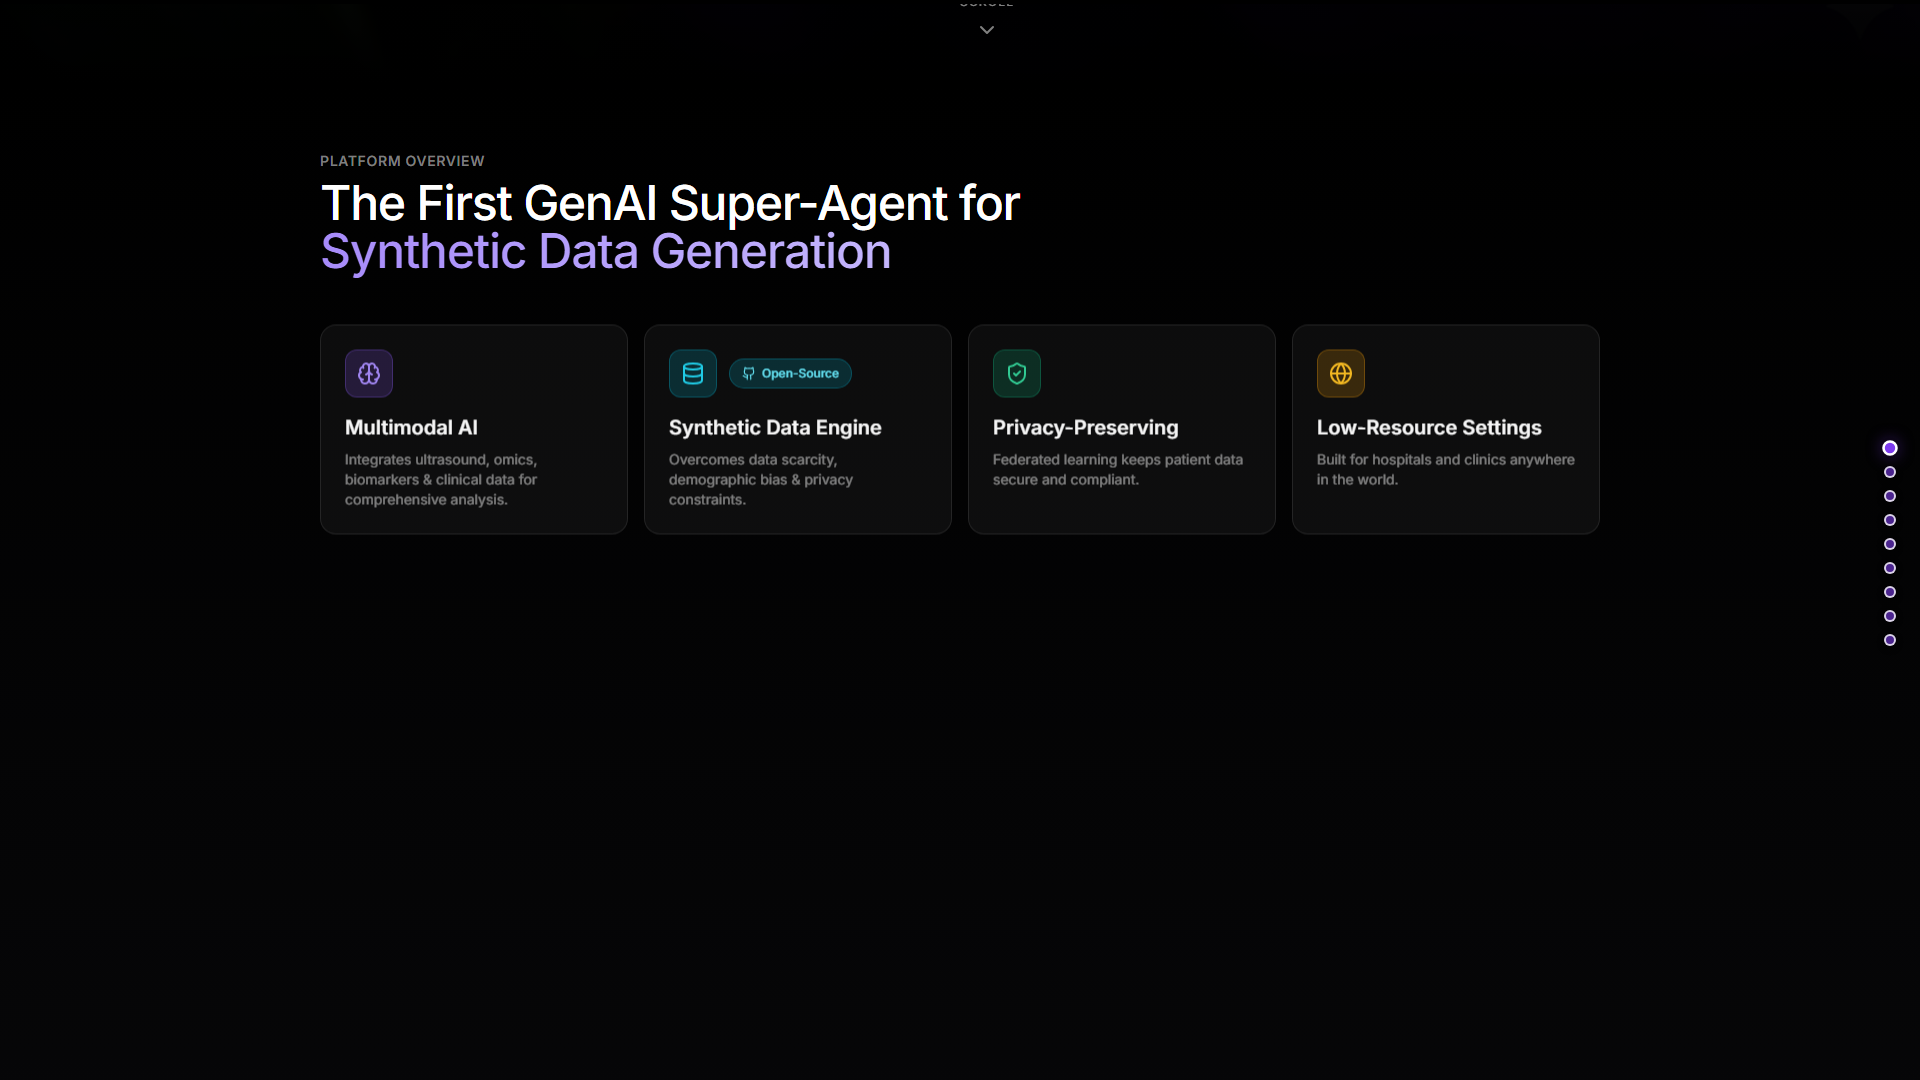 PLATFORM OVERVIEW
The First GenAI Super-Agent for
Synthetic Data Generation
Multimodal AI
Integrates ultrasound, omics,
biomarkers & clinical data for
comprehensive analysis.
Open-Source
Synthetic Data Engine
Overcomes data scarcity,
demographic bias & privacy
constraints.
Privacy-Preserving
Federated learning keeps patient data
secure and compliant.
Low-Resource Settings
Built for hospitals and clinics anywhere
in the world.